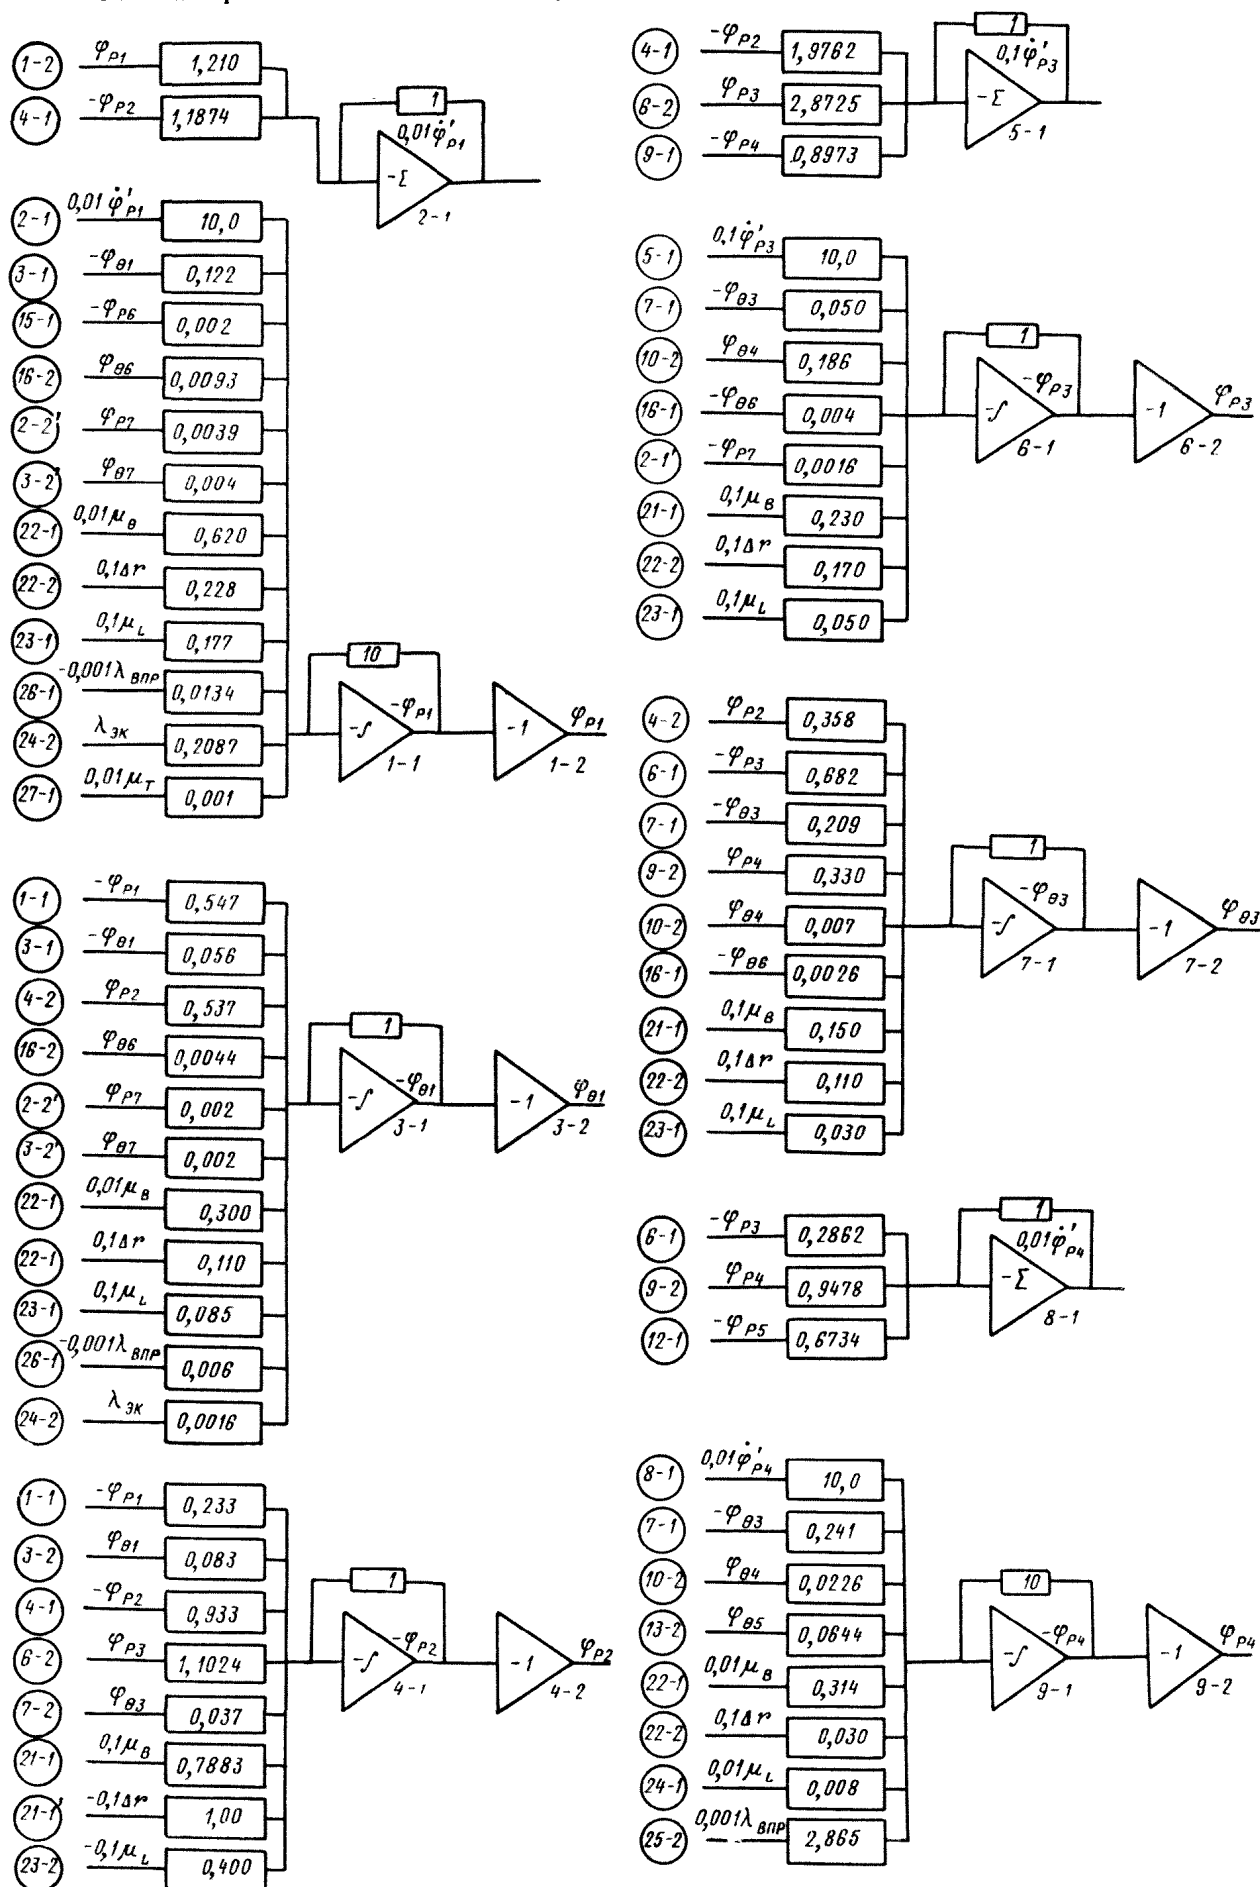 1-2 φP1 1,210
4-1 -φP2 1,1874
1
0,01φ̇'P1
-Σ
2-1
2-1 0,01φ̇'P1 10,0
3-1 -φθ1 0,122
15-1 -φP6 0,002
16-2 φθ6 0,0093
2-2' φP7 0,0039
3-2' φθ7 0,004
22-1 0,01μθ 0,620
22-2 0,1Δr 0,228
23-1 0,1μL 0,177
26-1 -0,001λВПР 0,0134
24-2 λЭК 0,2087
27-1 0,01μT 0,001
10
-∫ -φP1 -1 φP1
1-1 1-2
1-1 -φP1 0,547
3-1 -φθ1 0,056
4-2 φP2 0,537
16-2 φθ6 0,0044
2-2' φP7 0,002
3-2' φθ7 0,002
22-1 0,01μB 0,300
22-1 0,1Δr 0,110
23-1 0,1μL 0,085
26-1 -0,001λВПР 0,006
24-2 λЭК 0,0016
1
-∫ -φθ1 -1 φθ1
3-1 3-2
1-1 -φP1 0,233
3-2 φθ1 0,083
4-1 -φP2 0,933
6-2 φP3 1,1024
7-2 φθ3 0,037
21-1 0,1μB 0,7883
21-1' -0,1Δr 1,00
23-2 -0,1μL 0,400
1
-∫ -φP2 -1 φP2
4-1 4-2
4-1 -φP2 1,9762
6-2 φP3 2,8725
9-1 -φP4 0,8973
1
0,1φ̇'P3
-Σ
5-1
5-1 0,1φ̇'P3 10,0
7-1 -φθ3 0,050
10-2 φθ4 0,186
16-1 -φθ6 0,004
2-1' -φP7 0,0016
21-1 0,1μB 0,230
22-2 0,1Δr 0,170
23-1 0,1μL 0,050
1
-∫ -φP3 -1 φP3
6-1 6-2
4-2 φP2 0,358
6-1 -φP3 0,682
7-1 -φθ3 0,209
9-2 φP4 0,330
10-2 φθ4 0,007
16-1 -φθ6 0,0026
21-1 0,1μB 0,150
22-2 0,1Δr 0,110
23-1 0,1μL 0,030
1
-∫ -φθ3 -1 φθ3
7-1 7-2
6-1 -φP3 0,2862
9-2 φP4 0,9478
12-1 -φP5 0,6734
1
0,01φ̇'P4
-Σ
8-1
8-1 0,01φ̇'P4 10,0
7-1 -φθ3 0,241
10-2 φθ4 0,0226
13-2 φθ5 0,0644
22-1 0,01μB 0,314
22-2 0,1Δr 0,030
24-1 0,01μL 0,008
25-2 0,001λВПР 2,865
10
-∫ -φP4 -1 φP4
9-1 9-2